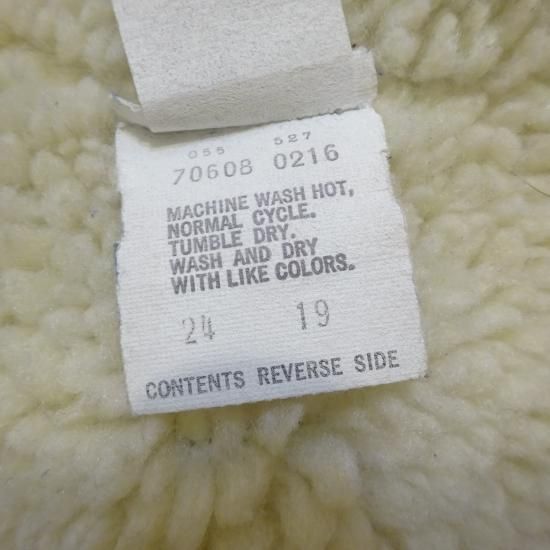 055 527
70608 0216
MACHINE WASH HOT,
NORMAL CYCLE.
TUMBLE DRY.
WASH AND DRY
WITH LIKE COLORS.
24 19
CONTENTS REVERSE SIDE